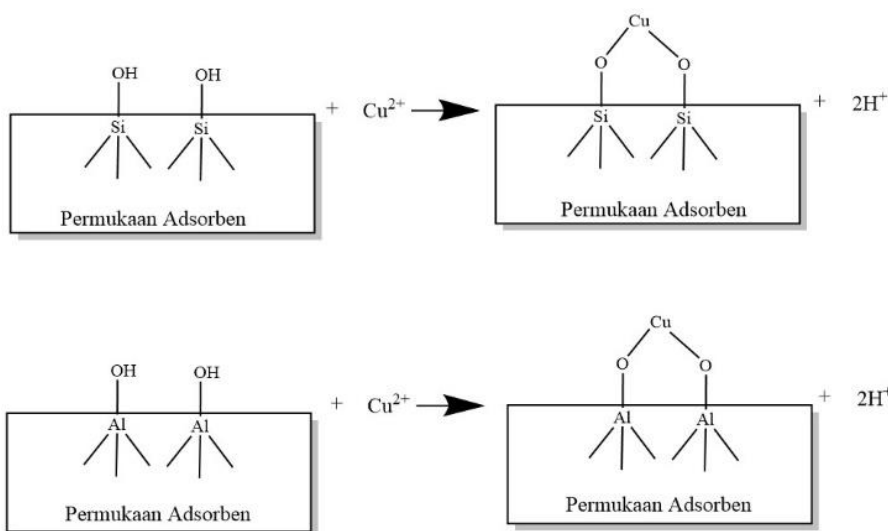 OH OH
Si Si
Permukaan Adsorben
+ Cu²⁺
Cu
O O
Si Si
Permukaan Adsorben
+ 2H⁺
OH OH
Al Al
Permukaan Adsorben
+ Cu²⁺
Cu
O O
Al Al
Permukaan Adsorben
+ 2H⁺